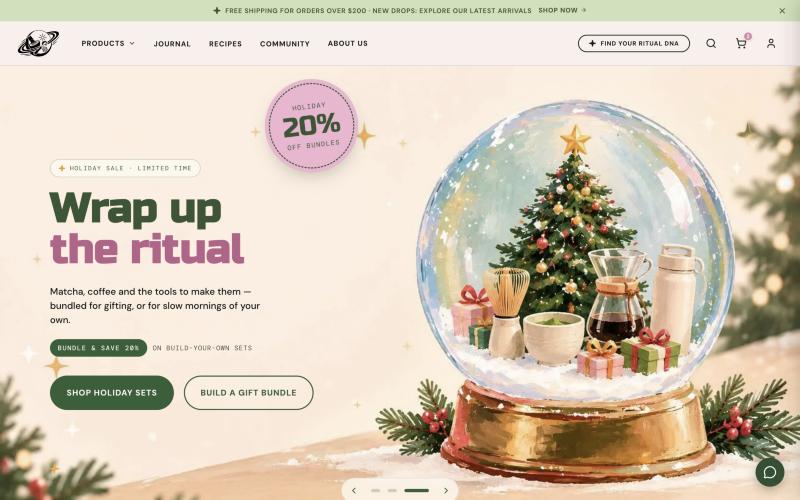 FREE SHIPPING FOR ORDERS OVER $200 · NEW DROPS: EXPLORE OUR LATEST ARRIVALS SHOP NOW →
PRODUCTS JOURNAL RECIPES COMMUNITY ABOUT US FIND YOUR RITUAL DNA
HOLIDAY
20%
OFF BUNDLES
HOLIDAY SALE · LIMITED TIME
Wrap up
the ritual
Matcha, coffee and the tools to make them —
bundled for gifting, or for slow mornings of your
own.
BUNDLE & SAVE 20% ON BUILD-YOUR-OWN SETS
SHOP HOLIDAY SETS BUILD A GIFT BUNDLE